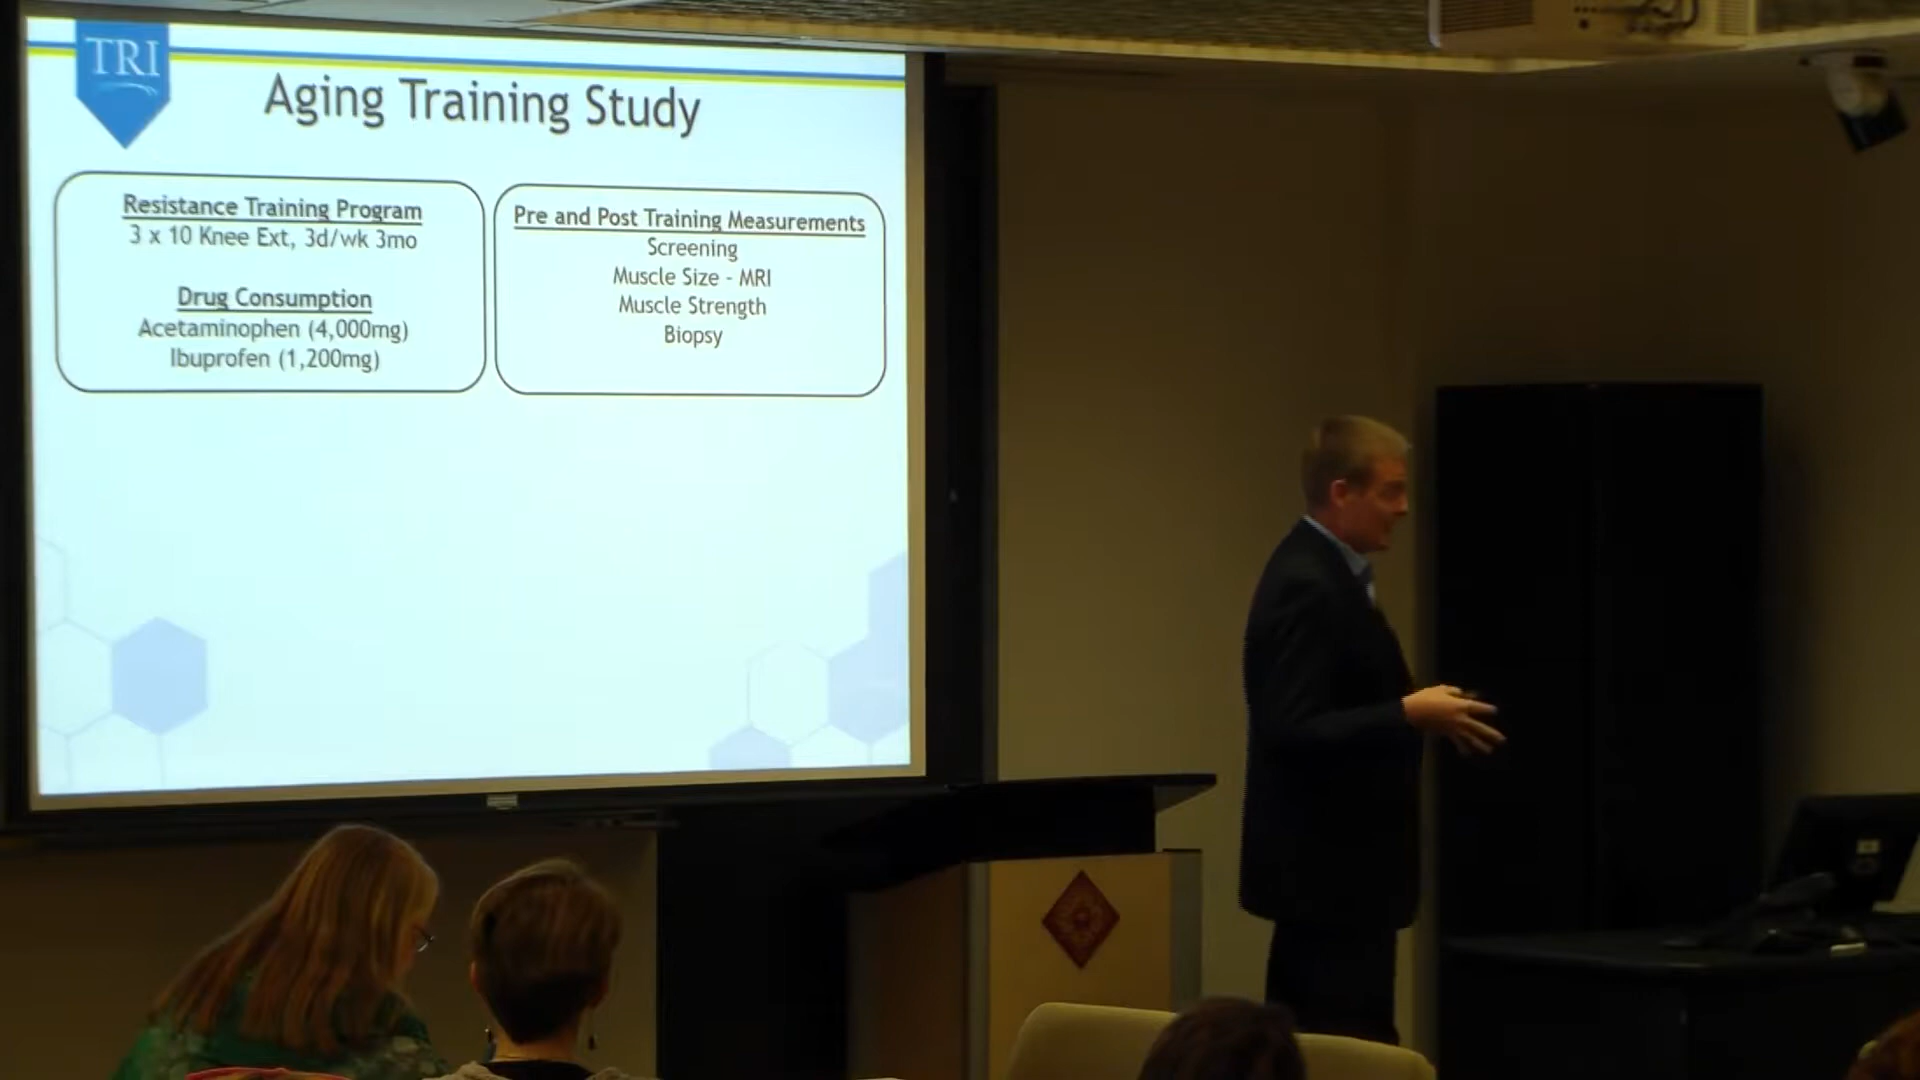 TRI
Aging Training Study
Resistance Training Program
3 x 10 Knee Ext, 3d/wk 3mo
Drug Consumption
Acetaminophen (4,000mg)
Ibuprofen (1,200mg)
Pre and Post Training Measurements
Screening
Muscle Size - MRI
Muscle Strength
Biopsy